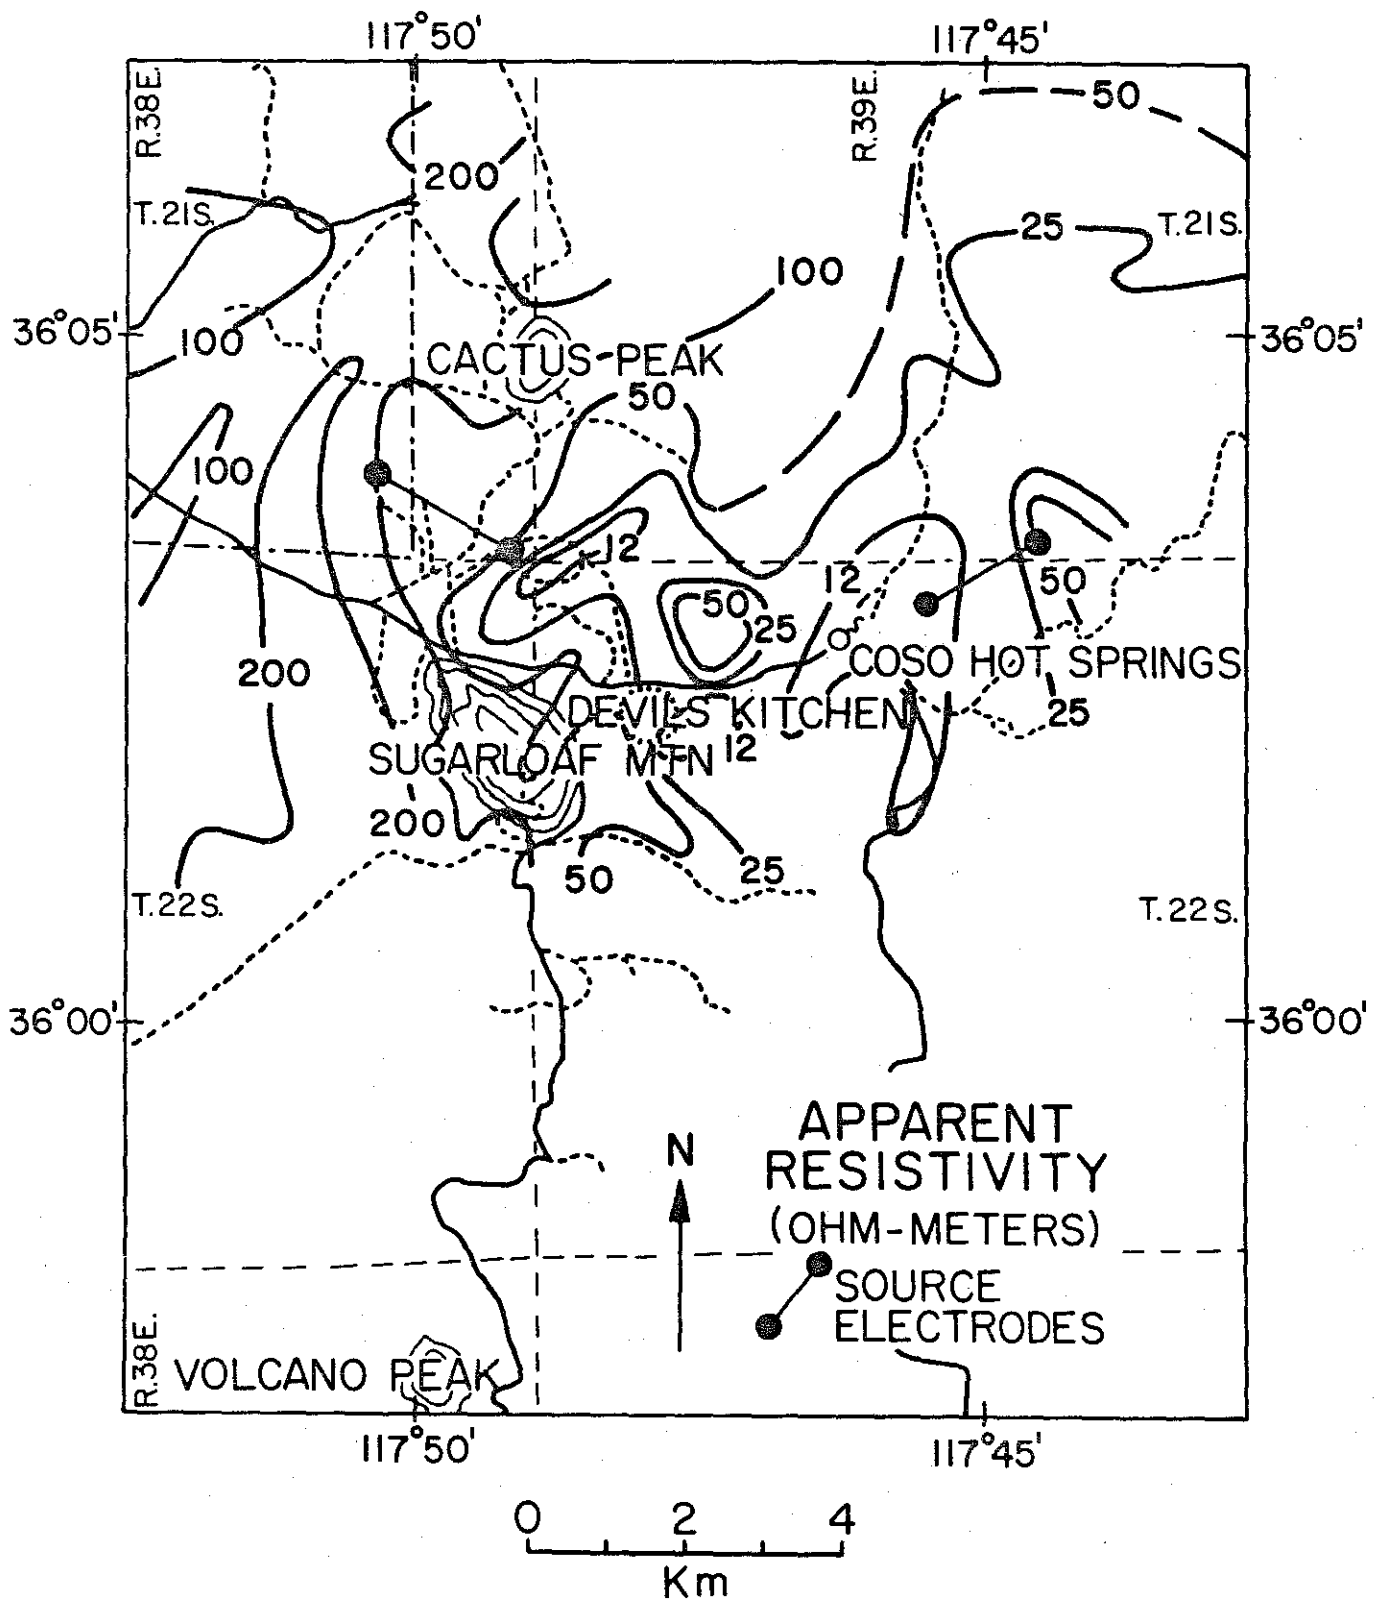 117°50'
117°45'
R.38E.
R.39E.
50
200
T.21S.
25
T.21S.
100
36°05'
36°05'
100
CACTUS PEAK
50
100
12
12
50
50
25
200
COSO HOT SPRINGS
DEVILS KITCHEN
25
12
SUGARLOAF MTN
200
25
50
T.22S.
T.22S.
36°00'
36°00'
APPARENT
RESISTIVITY
(OHM-METERS)
N
SOURCE
ELECTRODES
R.38E.
VOLCANO PEAK
117°50'
117°45'
0 2 4
Km